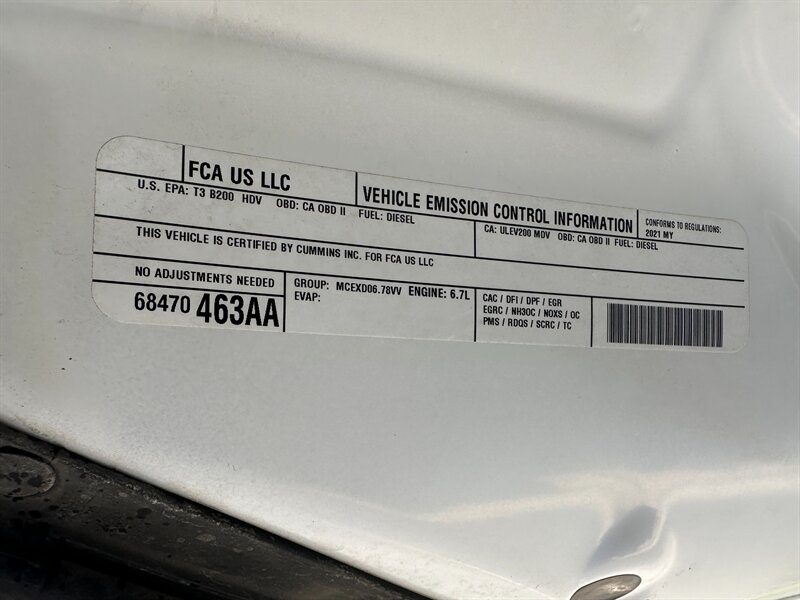 FCA US LLC
VEHICLE EMISSION CONTROL INFORMATION
CONFORMS TO REGULATIONS:
2021 MY
U.S. EPA: T3 B200 HDV OBD: CA OBD II FUEL: DIESEL
CA: ULEV200 MDV OBD: CA OBD II FUEL: DIESEL
THIS VEHICLE IS CERTIFIED BY CUMMINS INC. FOR FCA US LLC
NO ADJUSTMENTS NEEDED
68470 463AA
GROUP: MCEXD06.78VV ENGINE: 6.7L
EVAP:
CAC / DFI / DPF / EGR
EGRC / NH3OC / NOXS / OC
PMS / RDQS / SCRC / TC